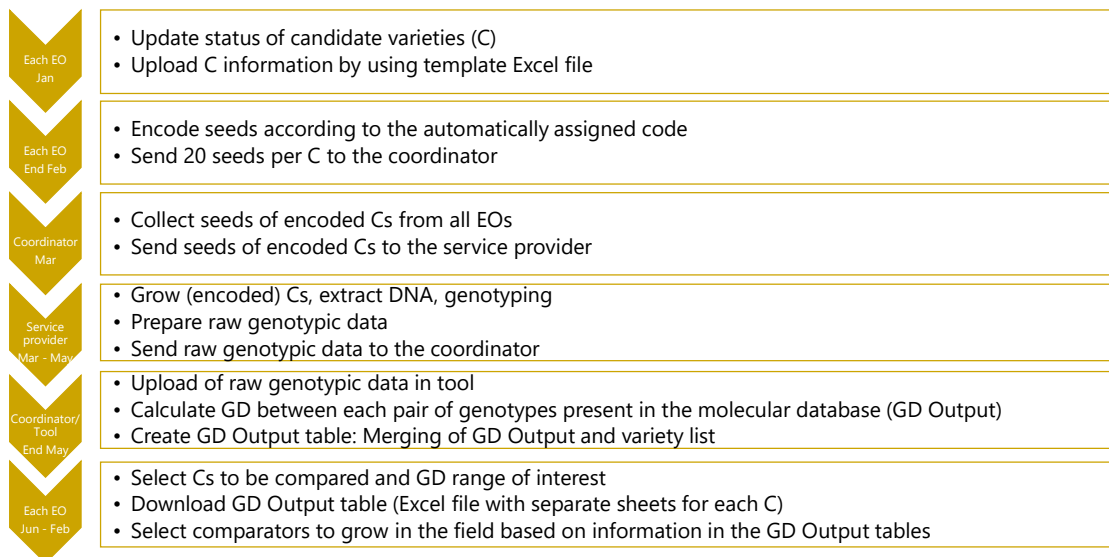 Each EO
Jan
• Update status of candidate varieties (C)
• Upload C information by using template Excel file
Each EO
End Feb
• Encode seeds according to the automatically assigned code
• Send 20 seeds per C to the coordinator
Coordinator
Mar
• Collect seeds of encoded Cs from all EOs
• Send seeds of encoded Cs to the service provider
Service
provider
Mar - May
• Grow (encoded) Cs, extract DNA, genotyping
• Prepare raw genotypic data
• Send raw genotypic data to the coordinator
Coordinator/
Tool
End May
• Upload of raw genotypic data in tool
• Calculate GD between each pair of genotypes present in the molecular database (GD Output)
• Create GD Output table: Merging of GD Output and variety list
Each EO
Jun - Feb
• Select Cs to be compared and GD range of interest
• Download GD Output table (Excel file with separate sheets for each C)
• Select comparators to grow in the field based on information in the GD Output tables